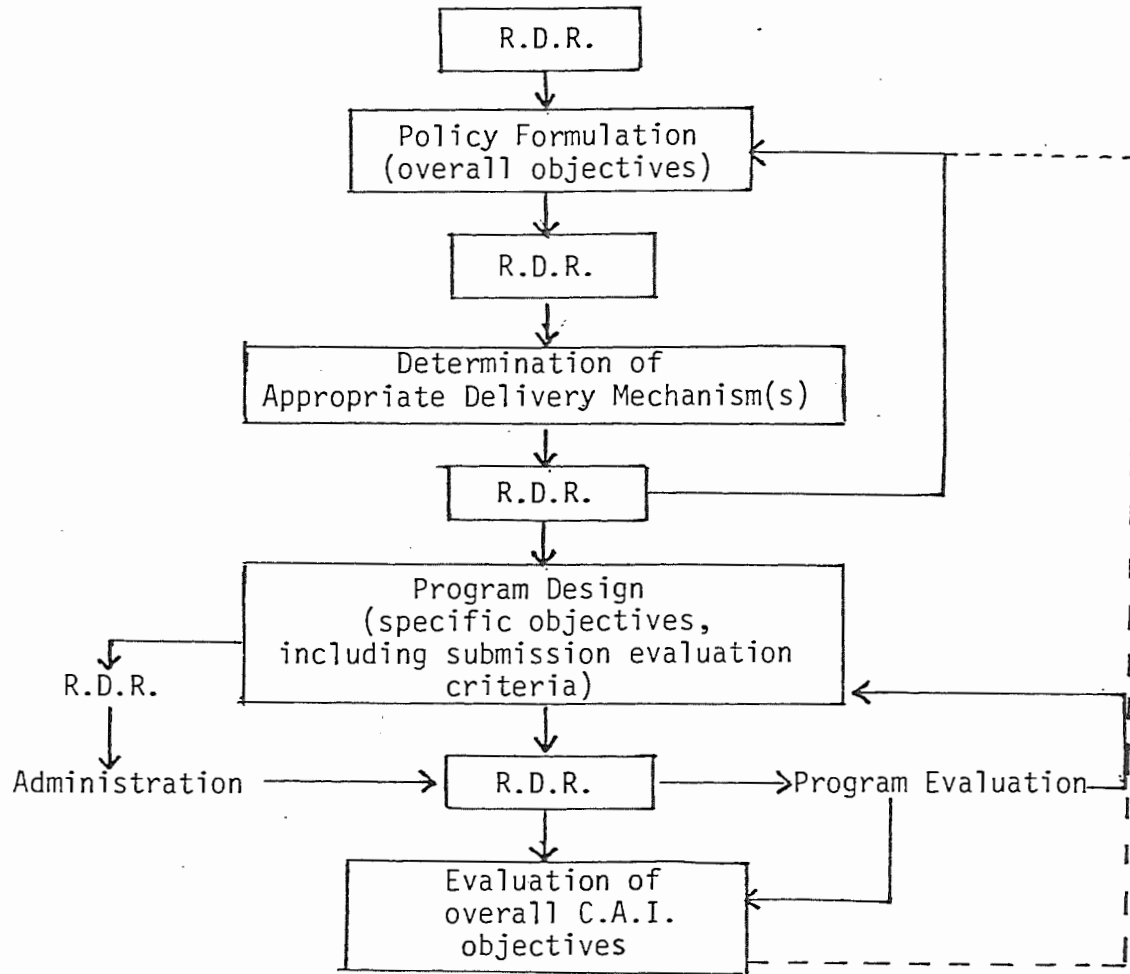 R.D.R.
Policy Formulation
(overall objectives)
R.D.R.
Determination of
Appropriate Delivery Mechanism(s)
R.D.R.
Program Design
(specific objectives,
including submission evaluation
criteria)
R.D.R.
Administration
R.D.R.
Program Evaluation
Evaluation of
overall C.A.I.
objectives